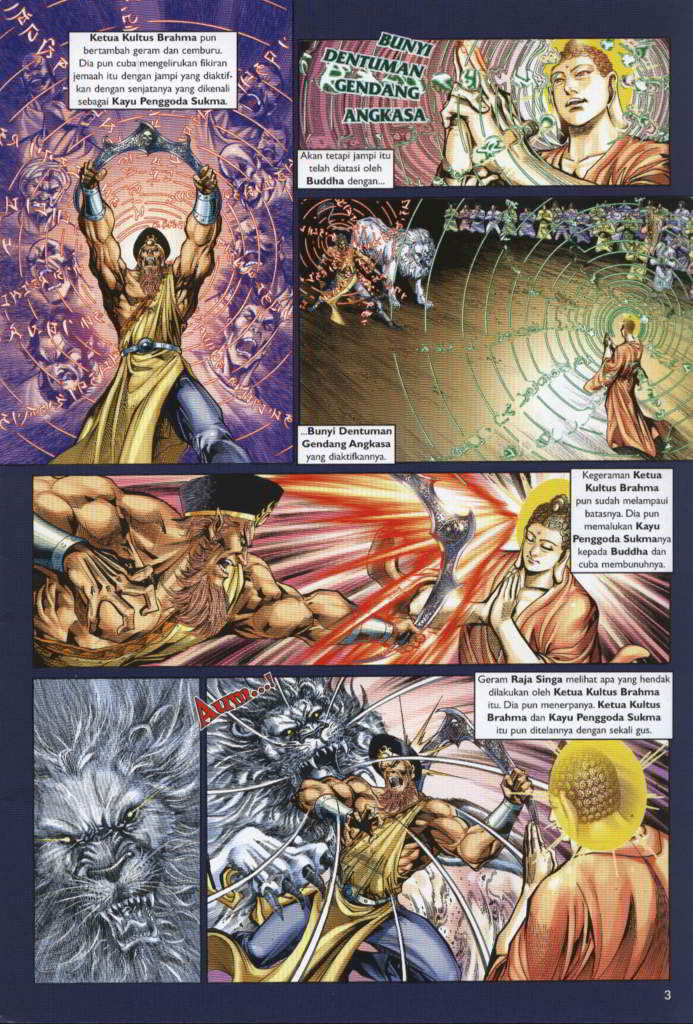 Ketua Kultus Brahma pun
bertambah geram dan cemburu.
Dia pun cuba mengelirukan fikiran
jemaah itu dengan jampi yang diaktif-
kan dengan senjatanya yang dikenali
sebagai Kayu Penggoda Sukma.
BUNYI
DENTUMAN
GENDANG
ANGKASA
Akan tetapi jampi itu
telah diatasi oleh
Buddha dengan...
...Bunyi Dentuman
Gendang Angkasa
yang diaktifkannya.
Kegeraman Ketua
Kultus Brahma
pun sudah melampaui
batasnya. Dia pun
memalukan Kayu
Penggoda Sukmanya
kepada Buddha dan
cuba membunuhnya.
Aum...!
Geram Raja Singa melihat apa yang hendak
dilakukan oleh Ketua Kultus Brahma
itu. Dia pun menerpanya. Ketua Kultus
Brahma dan Kayu Penggoda Sukma
itu pun ditelannya dengan sekali gus.
3